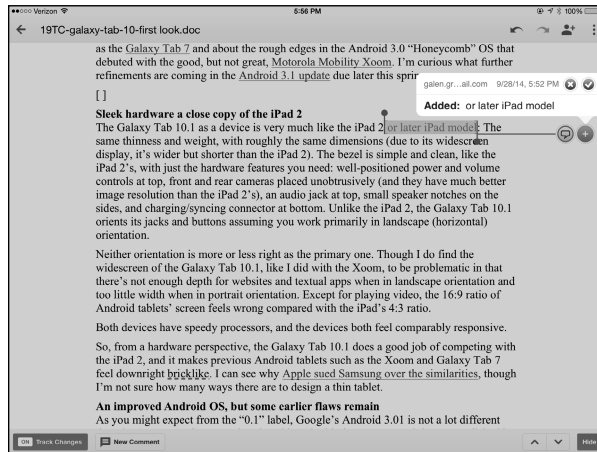 Verizon 5:56 PM 100%
19TC-galaxy-tab-10-first look.doc
as the Galaxy Tab 7 and about the rough edges in the Android 3.0 “Honeycomb” OS that
debuted with the good, but not great, Motorola Mobility Xoom. I’m curious what further
refinements are coming in the Android 3.1 update due later this
galen.gr...ail.com 9/28/14, 5:52 PM
Added: or later iPad model
[ ]
Sleek hardware a close copy of the iPad 2
The Galaxy Tab 10.1 as a device is very much like the iPad 2 or later iPad model: The
same thinness and weight, with roughly the same dimensions (due to its widescreen
display, it’s wider but shorter than the iPad 2). The bezel is simple and clean, like the
iPad 2’s, with just the hardware features you need: well-positioned power and volume
controls at top, front and rear cameras placed unobtrusively (and they have much better
image resolution than the iPad 2’s), an audio jack at top, small speaker notches on the
sides, and charging/syncing connector at bottom. Unlike the iPad 2, the Galaxy Tab 10.1
orients its jacks and buttons assuming you work primarily in landscape (horizontal)
orientation.
Neither orientation is more or less right as the primary one. Though I do find the
widescreen of the Galaxy Tab 10.1, like I did with the Xoom, to be problematic in that
there’s not enough depth for websites and textual apps when in landscape orientation and
too little width when in portrait orientation. Except for playing video, the 16:9 ratio of
Android tablets’ screen feels wrong compared with the iPad’s 4:3 ratio.
Both devices have speedy processors, and the devices both feel comparably responsive.
So, from a hardware perspective, the Galaxy Tab 10.1 does a good job of competing with
the iPad 2, and it makes previous Android tablets such as the Xoom and Galaxy Tab 7
feel downright bricklike. I can see why Apple sued Samsung over the similarities, though
I’m not sure how many ways there are to design a thin tablet.
An improved Android OS, but some earlier flaws remain
As you might expect from the “0.1” label, Google’s Android 3.01 is not a lot different
ON Track Changes New Comment Hide